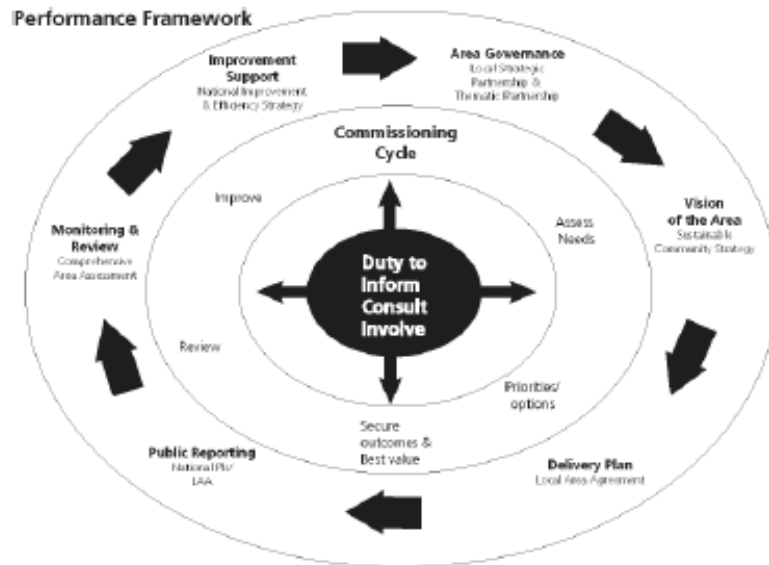 Performance Framework
Improvement
Support
National Improvement
& Efficiency Strategy
Area Governance
Local Strategic
Partnership &
Thematic Partnership
Commissioning
Cycle
Improve
Assess
Needs
Vision
of the Area
Sustainable
Community Strategy
Monitoring &
Review
Comprehensive
Area Assessment
Duty to
Inform
Consult
Involve
Review
Priorities/
options
Secure
outcomes &
Best value
Public Reporting
National PIs/
LAA
Delivery Plan
Local Area Agreement